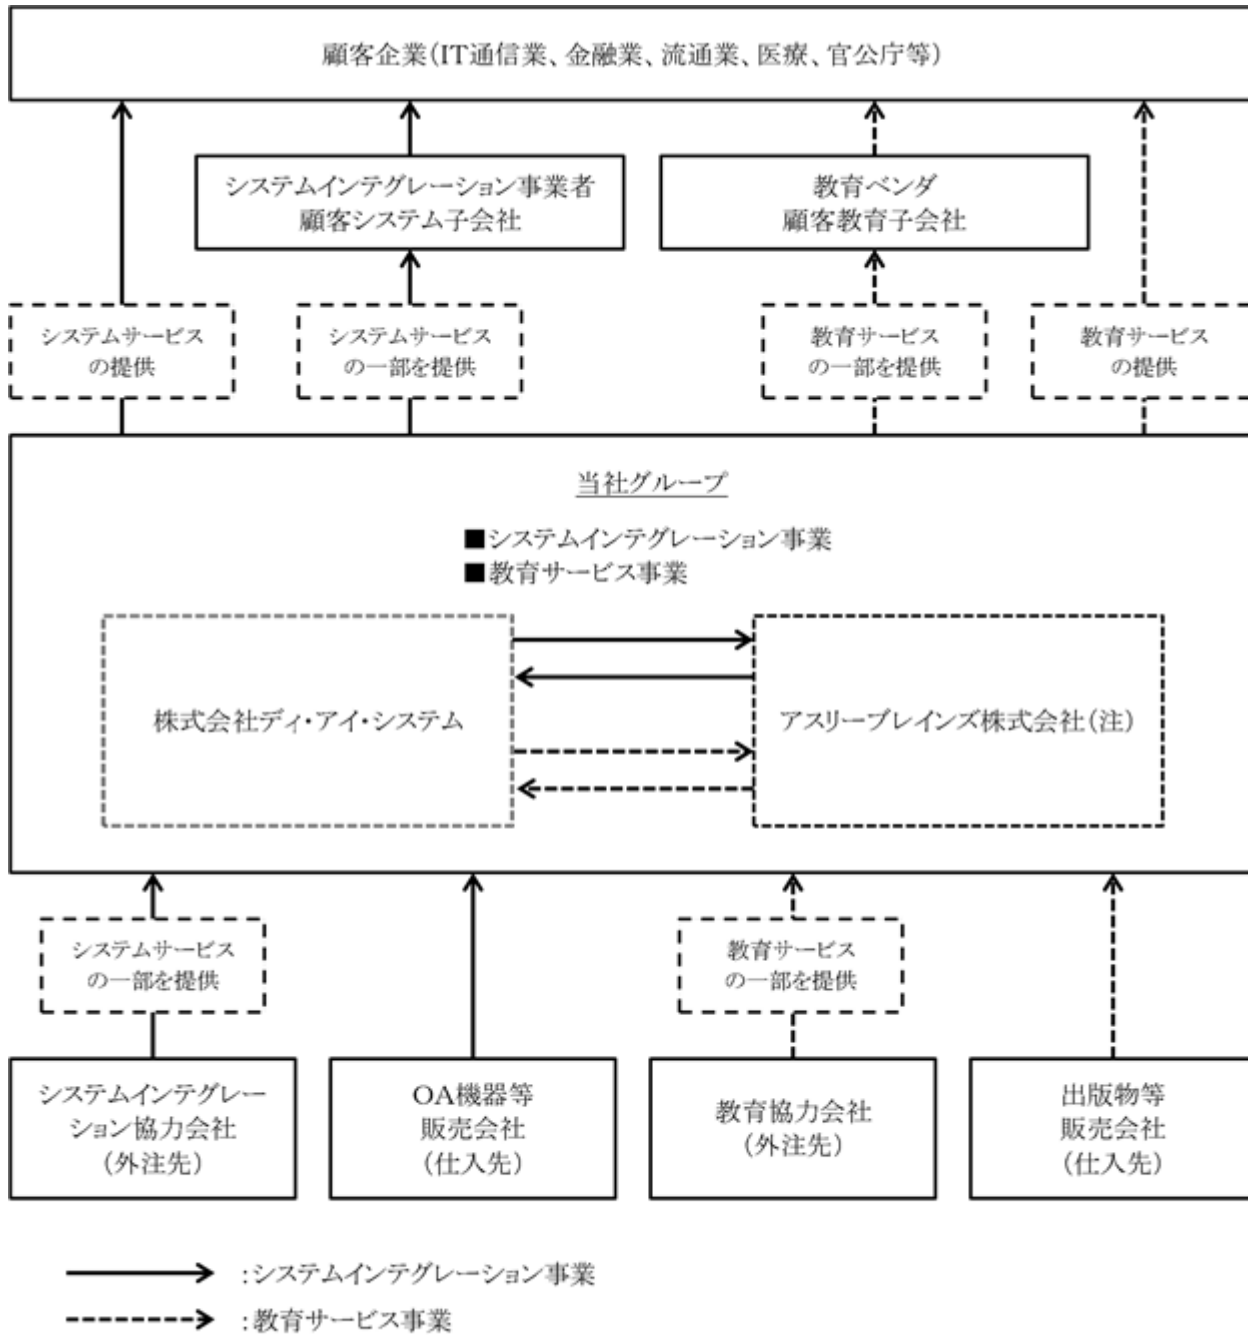 顧客企業(IT通信業、金融業、流通業、医療、官公庁等)
システムインテグレーション事業者
顧客システム子会社
教育ベンダ
顧客教育子会社
システムサービス
の提供
システムサービス
の一部を提供
教育サービス
の一部を提供
教育サービス
の提供
当社グループ
■システムインテグレーション事業
■教育サービス事業
株式会社ディ・アイ・システム
アスリーブレインズ株式会社(注)
システムサービス
の一部を提供
教育サービス
の一部を提供
システムインテグレー
ション協力会社
(外注先)
OA機器等
販売会社
(仕入先)
教育協力会社
(外注先)
出版物等
販売会社
(仕入先)
:システムインテグレーション事業
:教育サービス事業